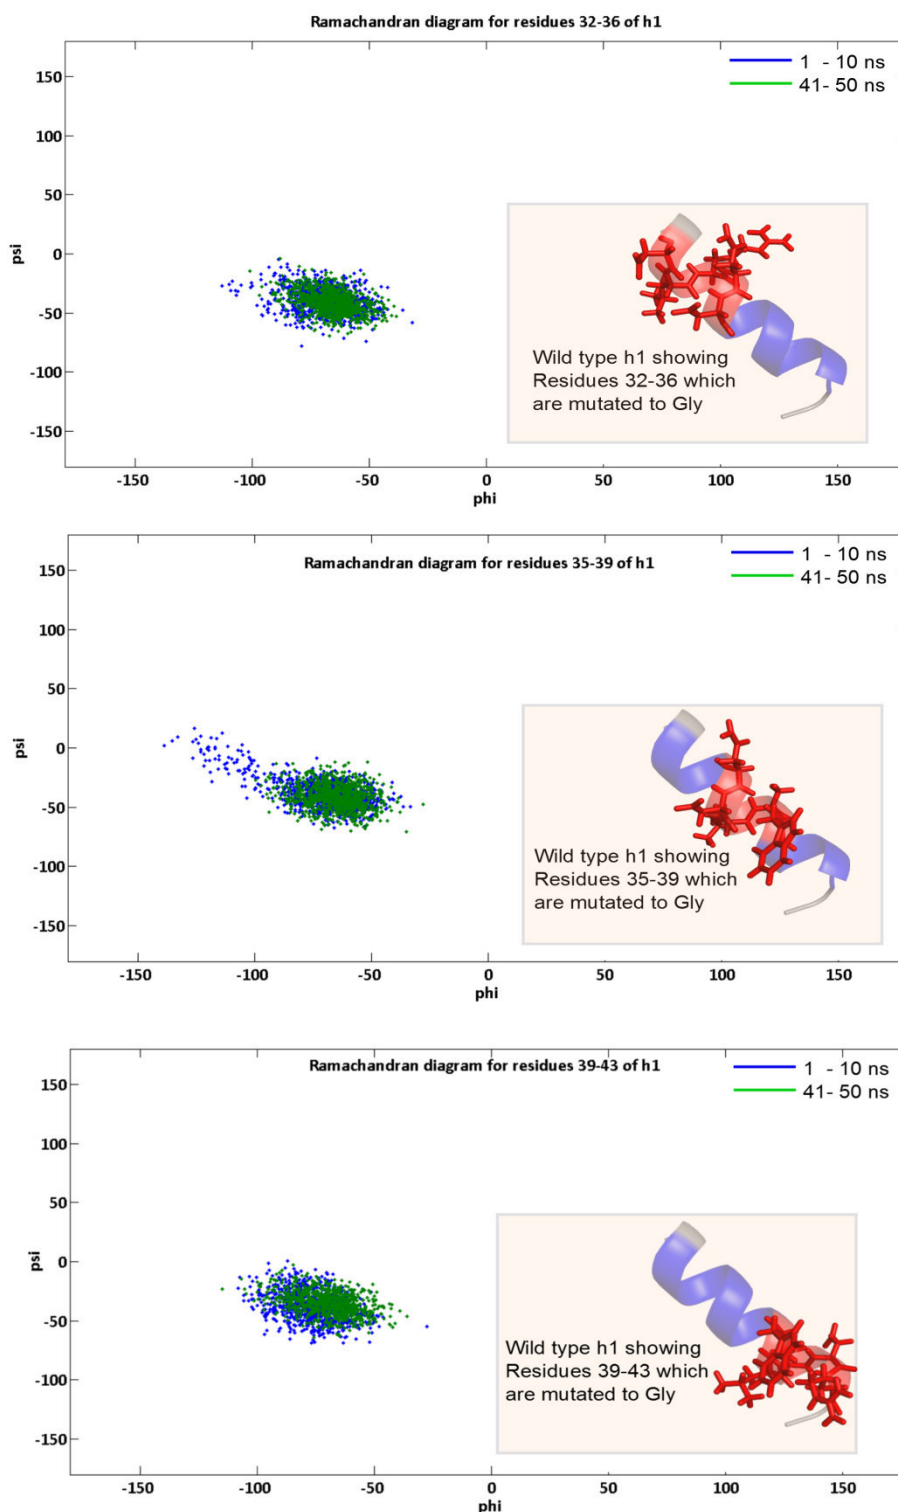 Ramachandran diagram for residues 32-36 of h1
1 - 10 ns
41- 50 ns
150
100
50
0
-50
-100
-150
psi
Wild type h1 showing
Residues 32-36 which
are mutated to Gly
-150 -100 -50 0 50 100 150
phi
1 - 10 ns
41- 50 ns
Ramachandran diagram for residues 35-39 of h1
150
100
50
0
-50
-100
-150
psi
Wild type h1 showing
Residues 35-39 which
are mutated to Gly
-150 -100 -50 0 50 100 150
phi
Ramachandran diagram for residues 39-43 of h1
1 - 10 ns
41- 50 ns
150
100
50
0
-50
-100
-150
psi
Wild type h1 showing
Residues 39-43 which
are mutated to Gly
-150 -100 -50 0 50 100 150
phi